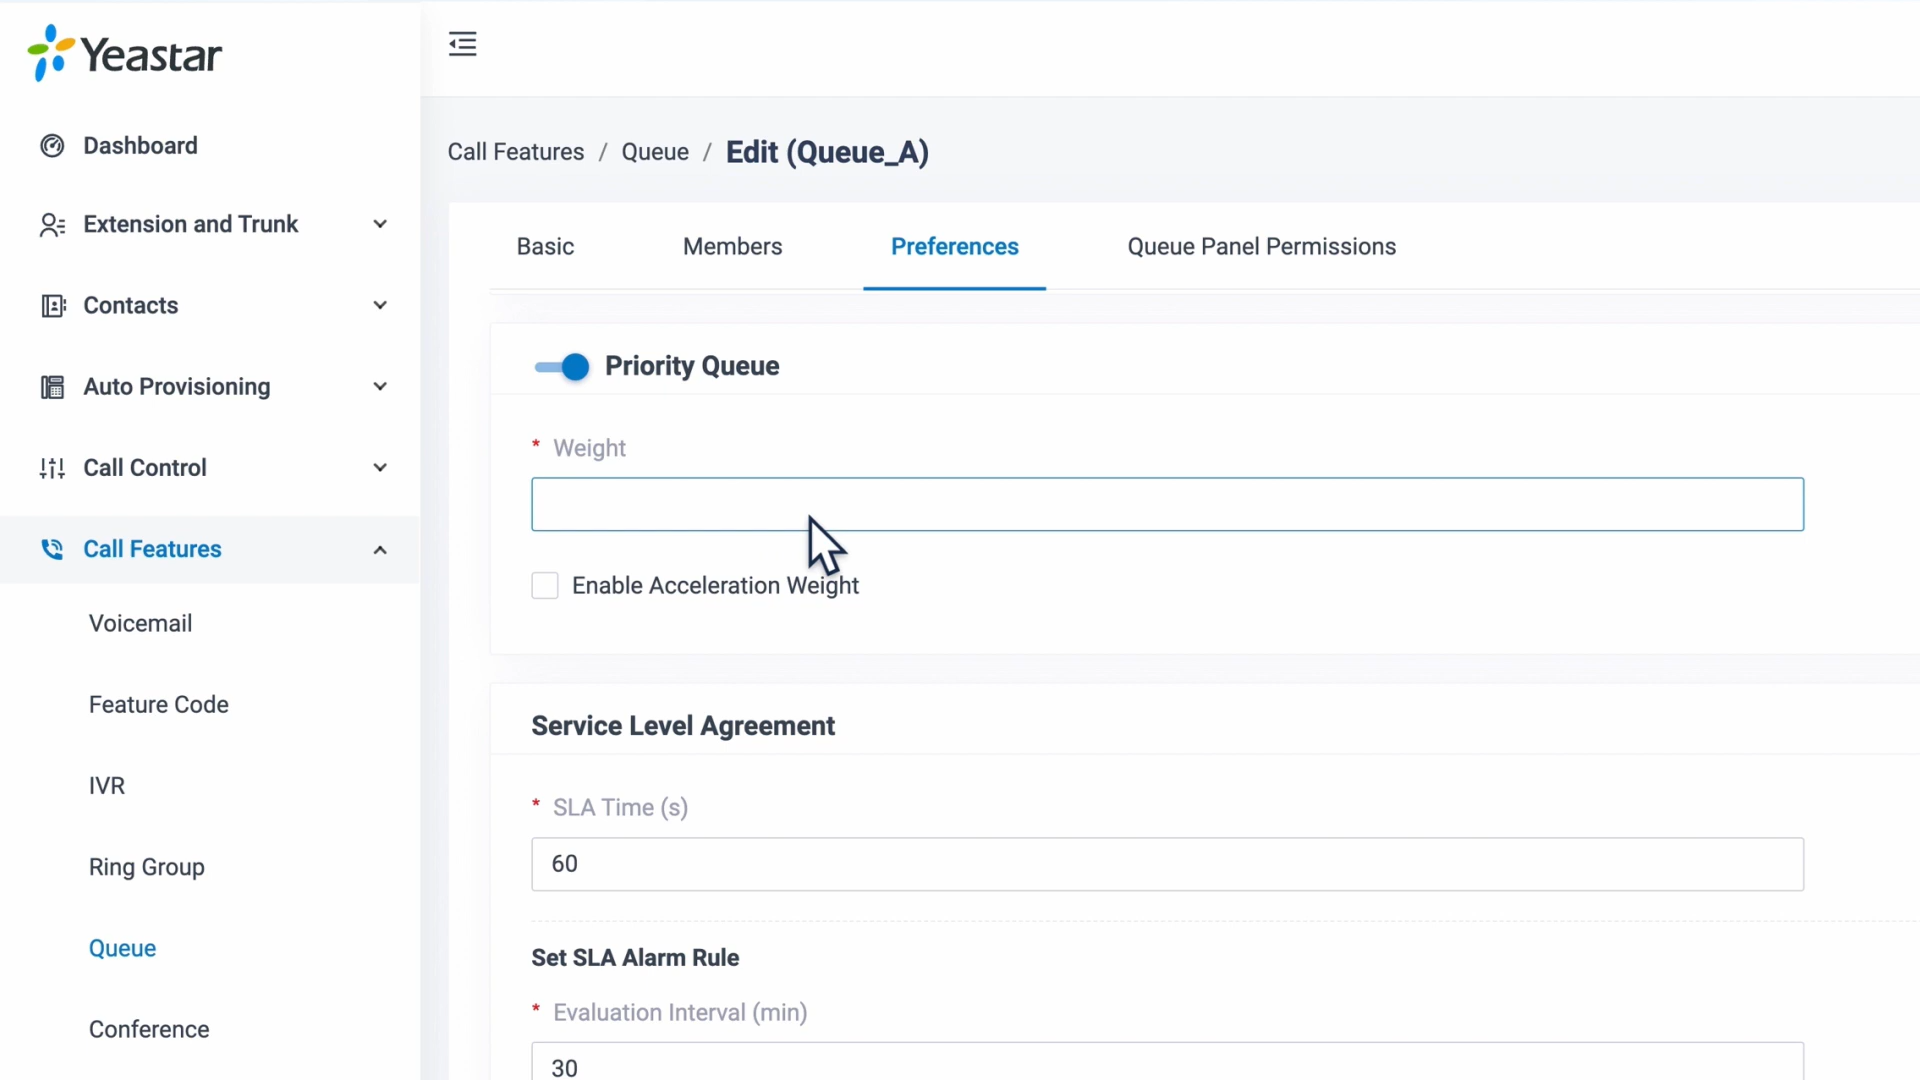 Yeastar
Dashboard
Extension and Trunk
Contacts
Auto Provisioning
Call Control
Call Features
Voicemail
Feature Code
IVR
Ring Group
Queue
Conference
Call Features / Queue / Edit (Queue_A)
Basic Members Preferences Queue Panel Permissions
Priority Queue
* Weight
Enable Acceleration Weight
Service Level Agreement
* SLA Time (s)
60
Set SLA Alarm Rule
* Evaluation Interval (min)
30